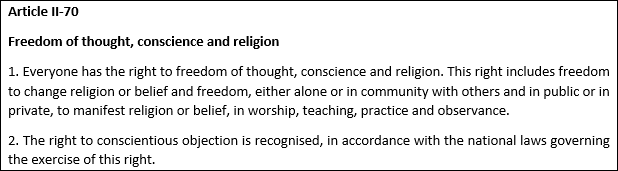 Article II-70
Freedom of thought, conscience and religion
1. Everyone has the right to freedom of thought, conscience and religion. This right includes freedom
to change religion or belief and freedom, either alone or in community with others and in public or in
private, to manifest religion or belief, in worship, teaching, practice and observance.
2. The right to conscientious objection is recognised, in accordance with the national laws governing
the exercise of this right.